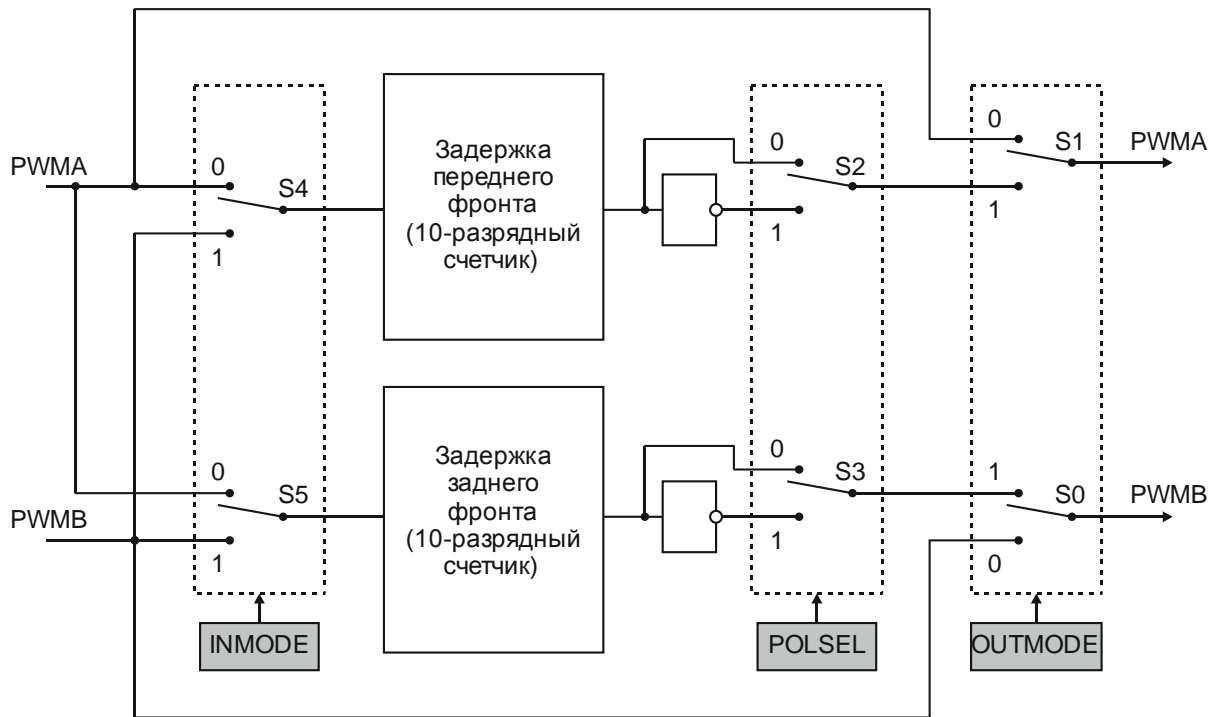 0
S1
PWMA
PWMA
0
S4
1
Задержка
переднего
фронта
(10-разрядный
счетчик)
0
S2
1
1
0
S5
PWMB
1
Задержка
заднего
фронта
(10-разрядный
счетчик)
0
S3
1
1
S0
PWMB
0
INMODE
POLSEL
OUTMODE